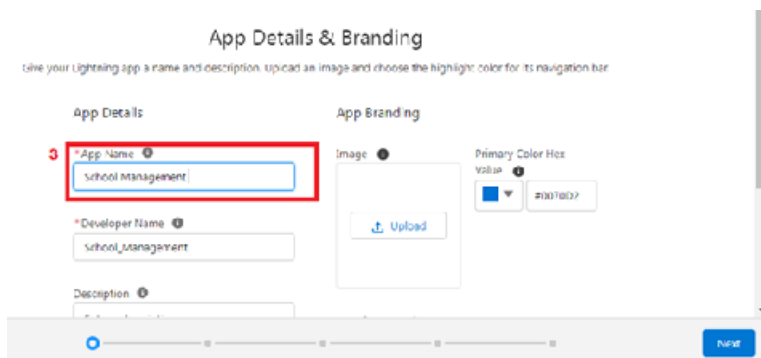 App Details & Branding
Give your Lightning app a name and description. Upload an image and choose the highlight color for its navigation bar.
App Details
App Branding
3
*App Name
School Management
Image
Primary Color Hex
Value
Upload
#0070D2
*Developer Name
School_Management
Description
Next